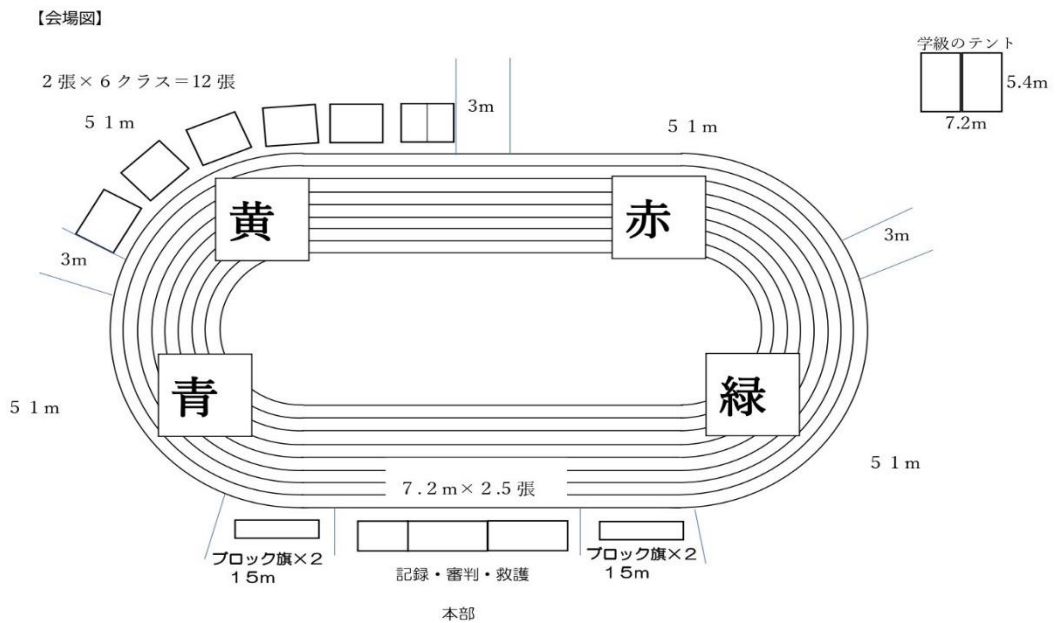 【会場図】
学級のテント
2張×6クラス＝12張
5.4m
3m
７.2m
５１m
５１m
黄
赤
3m
3m
青
緑
５１m
５１m
７.２m×２.５張
ブロック旗×２
１５m
記録・審判・救護
ブロック旗×２
１５m
本部